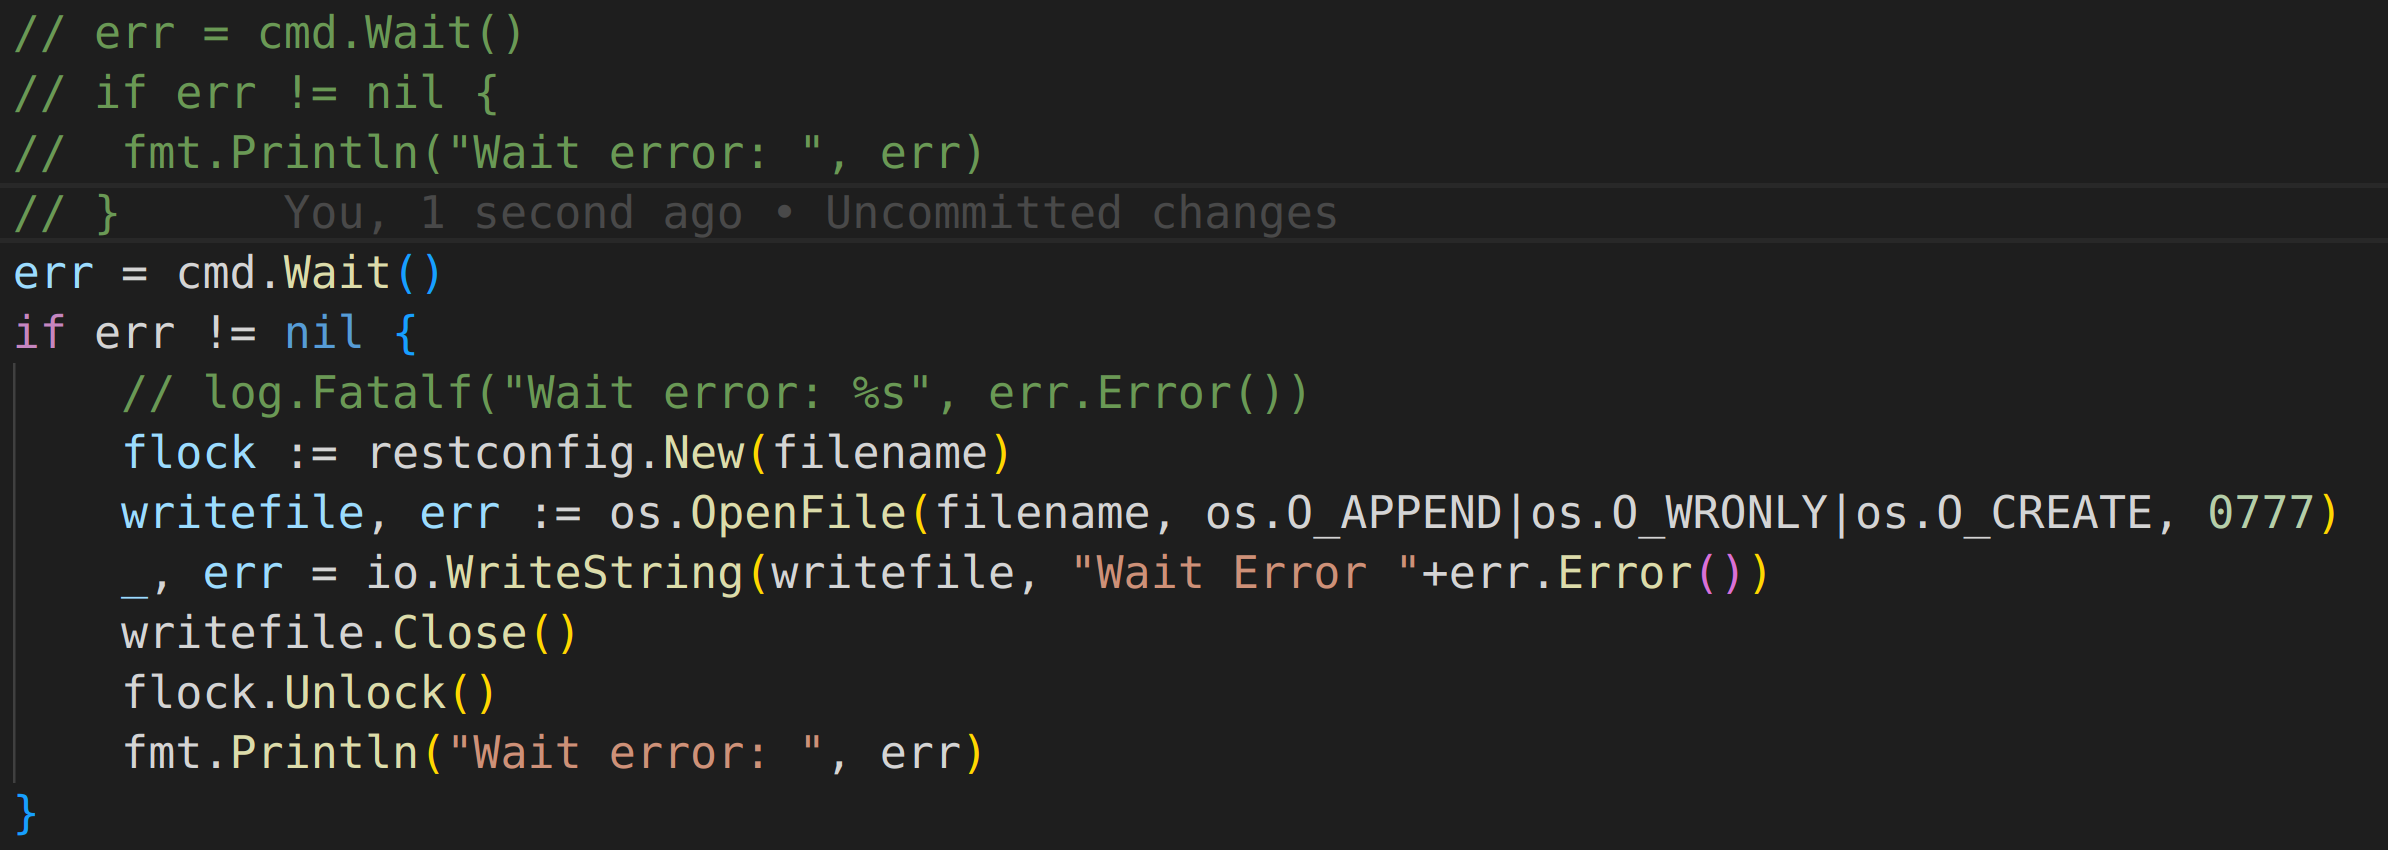 // err = cmd.Wait()
// if err != nil {
//  fmt.Println("Wait error: ", err)
// }      You, 1 second ago • Uncommitted changes
err = cmd.Wait()
if err != nil {
    // log.Fatalf("Wait error: %s", err.Error())
    flock := restconfig.New(filename)
    writefile, err := os.OpenFile(filename, os.O_APPEND|os.O_WRONLY|os.O_CREATE, 0777)
    _, err = io.WriteString(writefile, "Wait Error "+err.Error())
    writefile.Close()
    flock.Unlock()
    fmt.Println("Wait error: ", err)
}